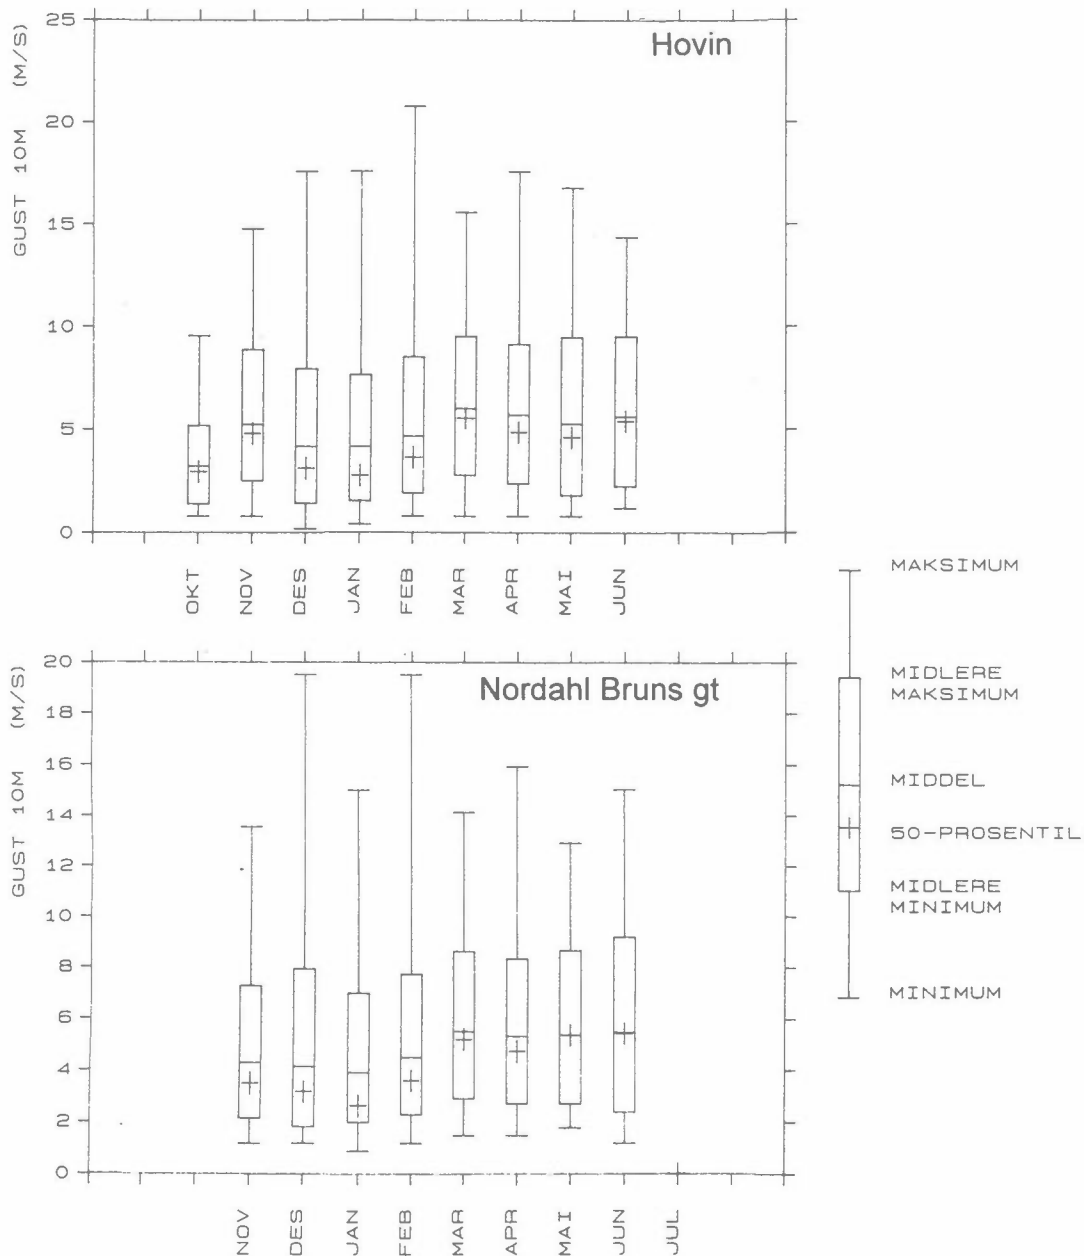 Hovin
GUST 10M (M/S)
25
20
15
10
5
0
OKT NOV DES JAN FEB MAR APR MAI JUN
Nordahl Bruns gt
GUST 10M (M/S)
20
18
16
14
12
10
8
6
4
2
0
NOV DES JAN FEB MAR APR MAI JUN JUL
MAKSIMUM
MIDLERE
MAKSIMUM
MIDDEL
50-PROSENTIL
MIDLERE
MINIMUM
MINIMUM